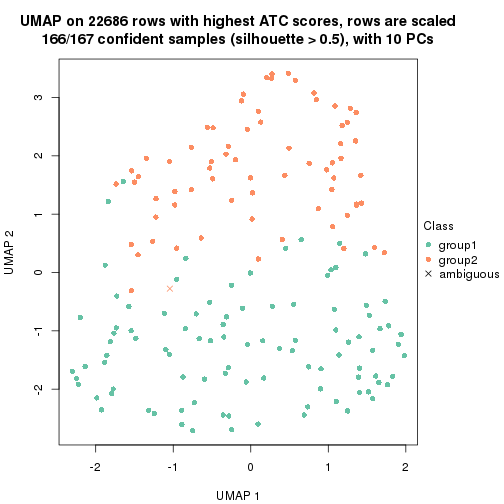 UMAP on 22686 rows with highest ATC scores, rows are scaled
166/167 confident samples (silhouette > 0.5), with 10 PCs
3
2
1
0
-1
-2
UMAP 2
-2
-1
0
1
2
UMAP 1
Class
group1
group2
ambiguous